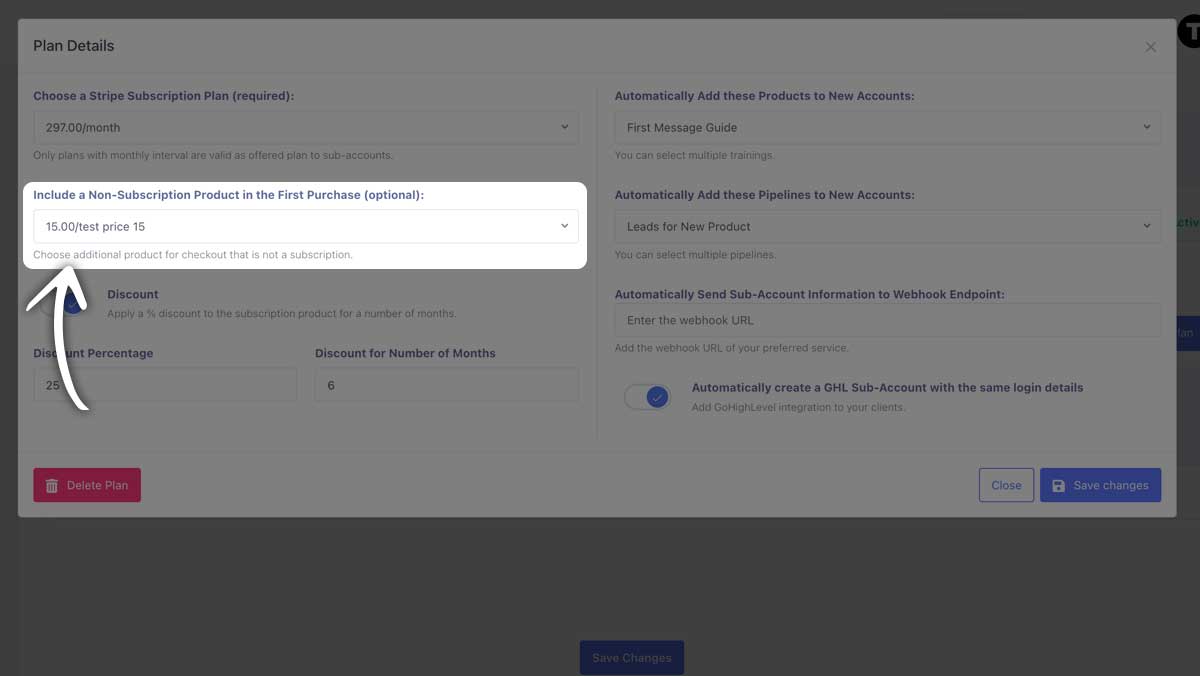 Plan Details
Choose a Stripe Subscription Plan (required):
297.00/month
Only plans with monthly interval are valid as offered plan to sub-accounts.
Include a Non-Subscription Product in the First Purchase (optional):
15.00/test price 15
Choose additional product for checkout that is not a subscription.
Discount
Apply a % discount to the subscription product for a number of months.
Discount Percentage
Discount for Number of Months
25
6
Automatically Add these Products to New Accounts:
First Message Guide
You can select multiple trainings.
Automatically Add these Pipelines to New Accounts:
Leads for New Product
You can select multiple pipelines.
Automatically Send Sub-Account Information to Webhook Endpoint:
Enter the webhook URL
Add the webhook URL of your preferred service.
Automatically create a GHL Sub-Account with the same login details
Add GoHighLevel integration to your clients.
Delete Plan
Close
Save changes
Save Changes